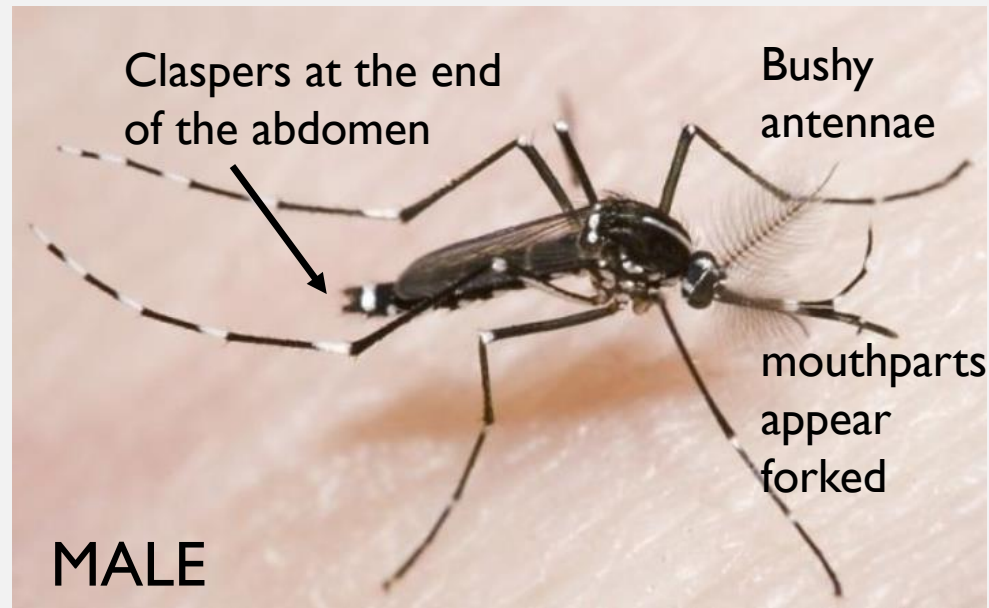 Claspers at the end
of the abdomen
Bushy
antennae
mouthparts
appear
forked
MALE